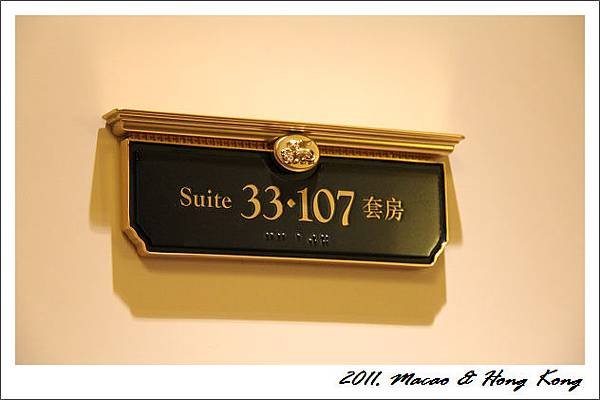 Suite 33·107 套房
2011. Macao & Hong Kong